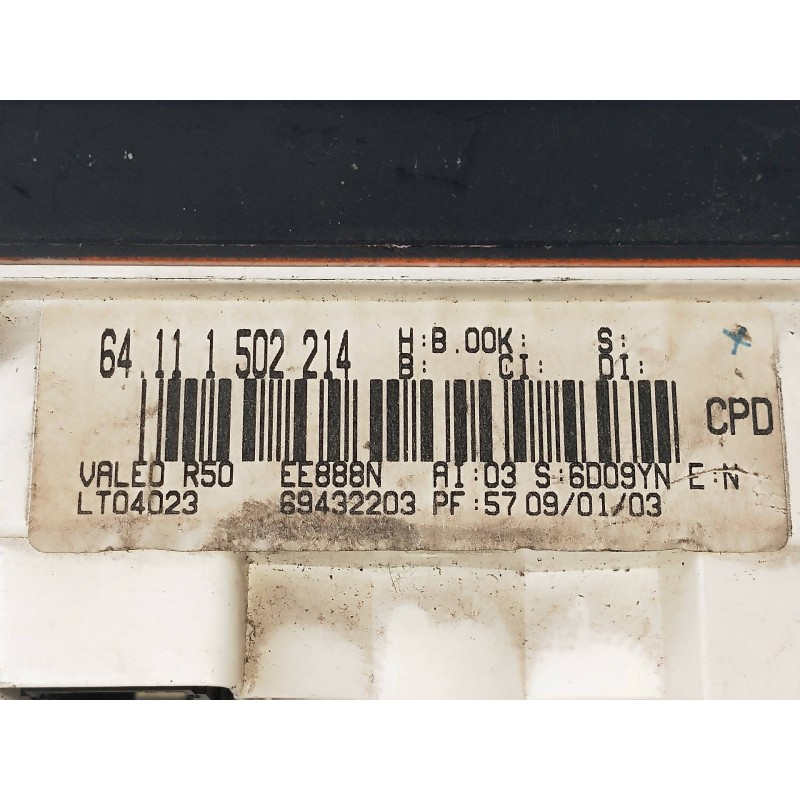 64.11 1 502 214 H:B.00K: S:
B: CI: DI:
CPD
VALEO R50 EE888N AI:03 S:6D09YN E:N
LT04023 69432203 PF:57 09/01/03